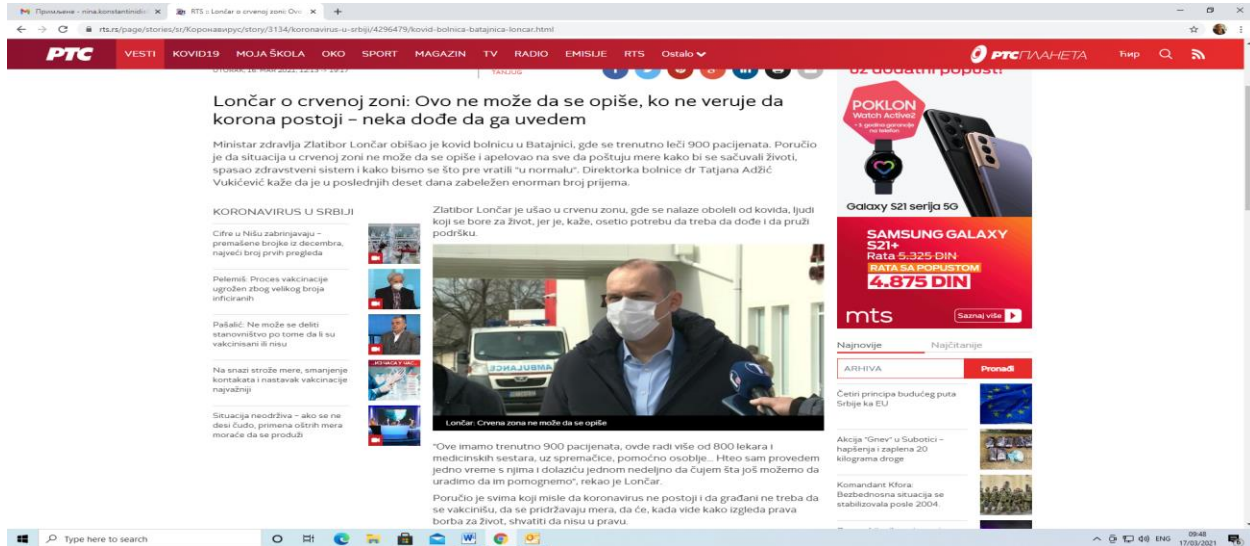 RTS :: Lončar o crvenoj zoni: Ovo
rts.rs/page/stories/sr/Коронавирус/story/3134/koronavirus-u-srbiji/4296479/kovid-bolnica-batajnica-loncar.html
РТС VESTI KOVID19 MOJA ŠKOLA OKO SPORT MAGAZIN TV RADIO EMISIJE RTS Ostalo РТС ПЛАНЕТА Ћир
UTORAK, 16. MAR 2021, 12:13
TANJUG
Lončar o crvenoj zoni: Ovo ne može da se opiše, ko ne veruje da
korona postoji – neka dođe da ga uvedem
Ministar zdravlja Zlatibor Lončar obišao je kovid bolnicu u Batajnici, gde se trenutno leči 900 pacijenata. Poručio
je da situacija u crvenoj zoni ne može da se opiše i apelovao na sve da poštuju mere kako bi se sačuvali životi,
spasao zdravstveni sistem i kako bismo se što pre vratili "u normalu". Direktorka bolnice dr Tatjana Adžić
Vukićević kaže da je u poslednjih deset dana zabeležen enorman broj prijema.
KORONAVIRUS U SRBIJI
Cifre u Nišu zabrinjavaju –
premašene brojke iz decembra,
najveći broj prvih pregleda
Pelemiš: Proces vakcinacije
ugrožen zbog velikog broja
inficiranih
Pašalić: Ne može se deliti
stanovništvo po tome da li su
vakcinisani ili nisu
Na snazi strože mere, smanjenje
kontakata i nastavak vakcinacije
najvažniji
Situacija neodrživa – ako se ne
desi čudo, primena oštrih mera
moraće da se produži
Zlatibor Lončar je ušao u crvenu zonu, gde se nalaze oboleli od kovida, ljudi
koji se bore za život, jer je, kaže, osetio potrebu da treba da dođe i da pruži
podršku.
AMBULANCE
Lončar: Crvena zona ne može da se opiše
"Ove imamo trenutno 900 pacijenata, ovde radi više od 800 lekara i
medicinskih sestara, uz spremačice, pomoćno osoblje... Hteo sam provedem
jedno vreme s njima i dolaziću jednom nedeljno da čujem šta još možemo da
uradimo da im pomognemo", rekao je Lončar.
Poručio je svima koji misle da koronavirus ne postoji i da građani ne treba da
se vakcinišu, da se pridržavaju mera, da će, kada vide kako izgleda prava
borba za život, shvatiti da nisu u pravu.
uz dodatni popust!
POKLON
Watch Active2
Galaxy S21 serija 5G
SAMSUNG GALAXY
S21+
Rata 5.325 DIN
RATA SA POPUSTOM
4.875 DIN
mts
Saznaj više
Najnovije Najčitanije
ARHIVA Pronađi
Četiri principa budućeg puta
Srbije ka EU
Akcija "Gnev" u Subotici –
hapšenja i zaplena 20
kilograma droge
Komandant Kfora:
Bezbednosna situacija se
stabilizovala posle 2004.
Type here to search
ENG
09:48
17/03/2021